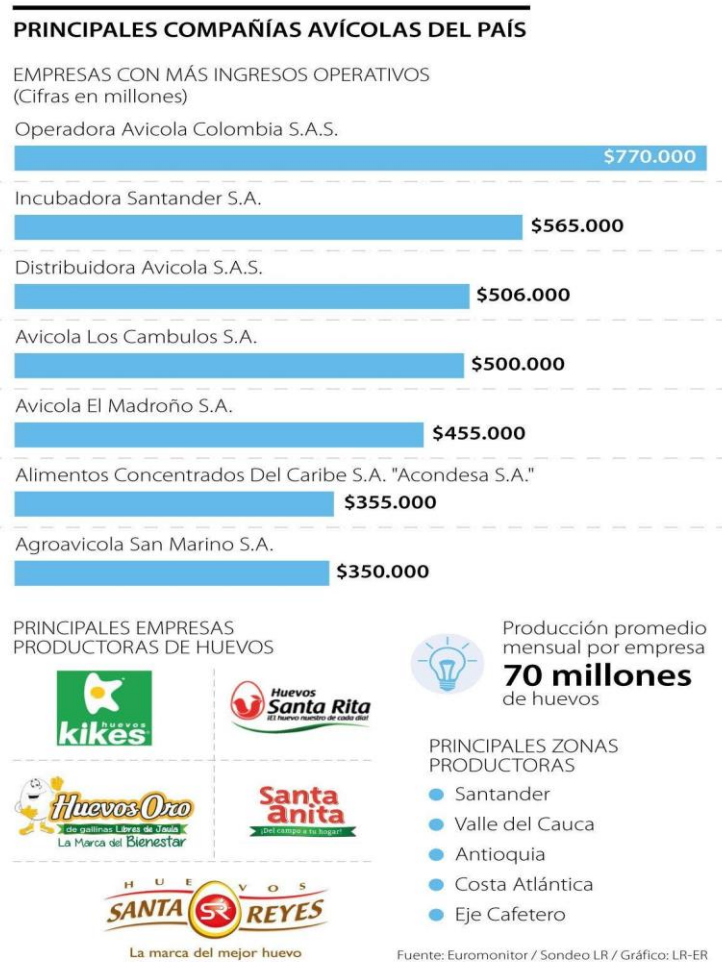 PRINCIPALES COMPAÑÍAS AVÍCOLAS DEL PAÍS
EMPRESAS CON MÁS INGRESOS OPERATIVOS
(Cifras en millones)
Operadora Avicola Colombia S.A.S.
$770.000
Incubadora Santander S.A.
$565.000
Distribuidora Avicola S.A.S.
$506.000
Avicola Los Cambulos S.A.
$500.000
Avicola El Madroño S.A.
$455.000
Alimentos Concentrados Del Caribe S.A. "Acondesa S.A."
$355.000
Agroavicola San Marino S.A.
$350.000
PRINCIPALES EMPRESAS
PRODUCTORAS DE HUEVOS
huevos
kikes
Huevos
Santa Rita
¡El huevo nuestro de cada día!
Huevos Oro
de gallinas Libres de Jaula
La Marca del Bienestar
Santa
anita
¡Del campo a tu hogar!
HUEVOS
SANTA SR REYES
La marca del mejor huevo
Producción promedio
mensual por empresa
70 millones
de huevos
PRINCIPALES ZONAS
PRODUCTORAS
Santander
Valle del Cauca
Antioquia
Costa Atlántica
Eje Cafetero
Fuente: Euromonitor / Sondeo LR / Gráfico: LR-ER